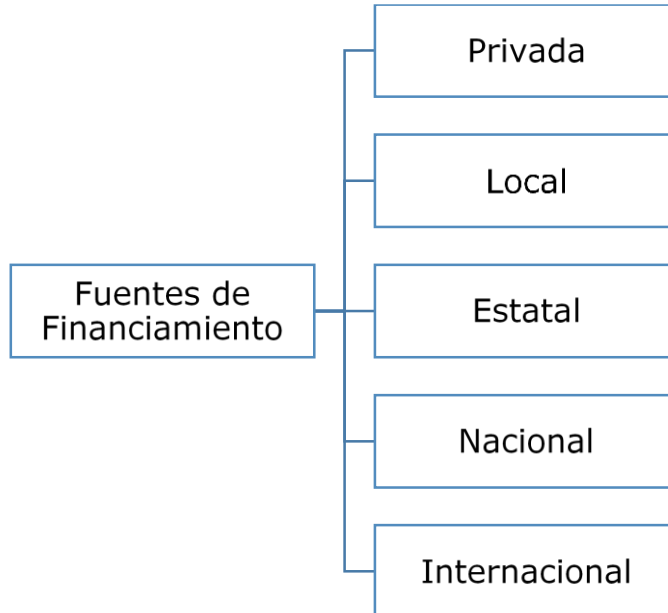 Privada
Local
Fuentes de
Financiamiento
Estatal
Nacional
Internacional